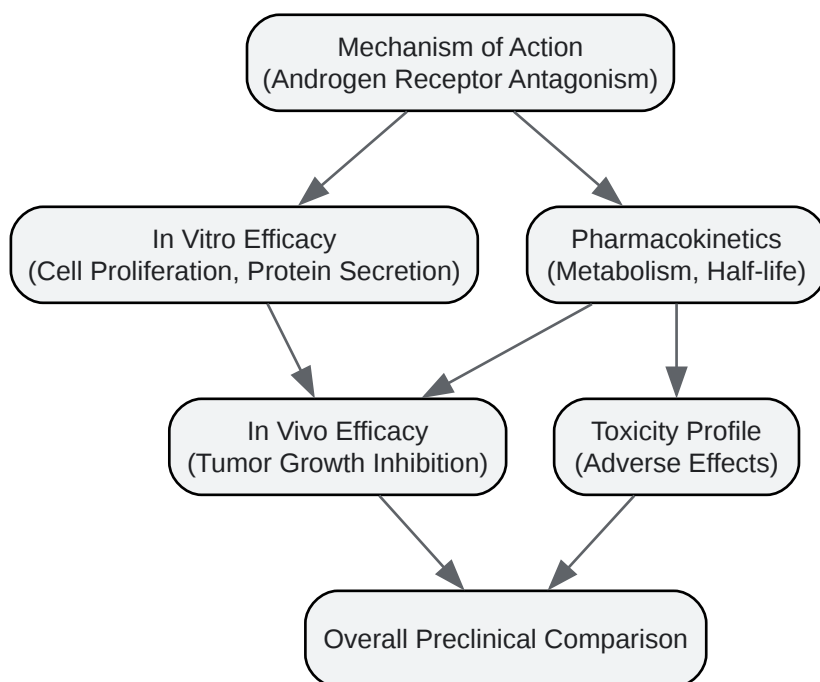 Mechanism of Action
(Androgen Receptor Antagonism)
In Vitro Efficacy
(Cell Proliferation, Protein Secretion)
Pharmacokinetics
(Metabolism, Half-life)
In Vivo Efficacy
(Tumor Growth Inhibition)
Toxicity Profile
(Adverse Effects)
Overall Preclinical Comparison